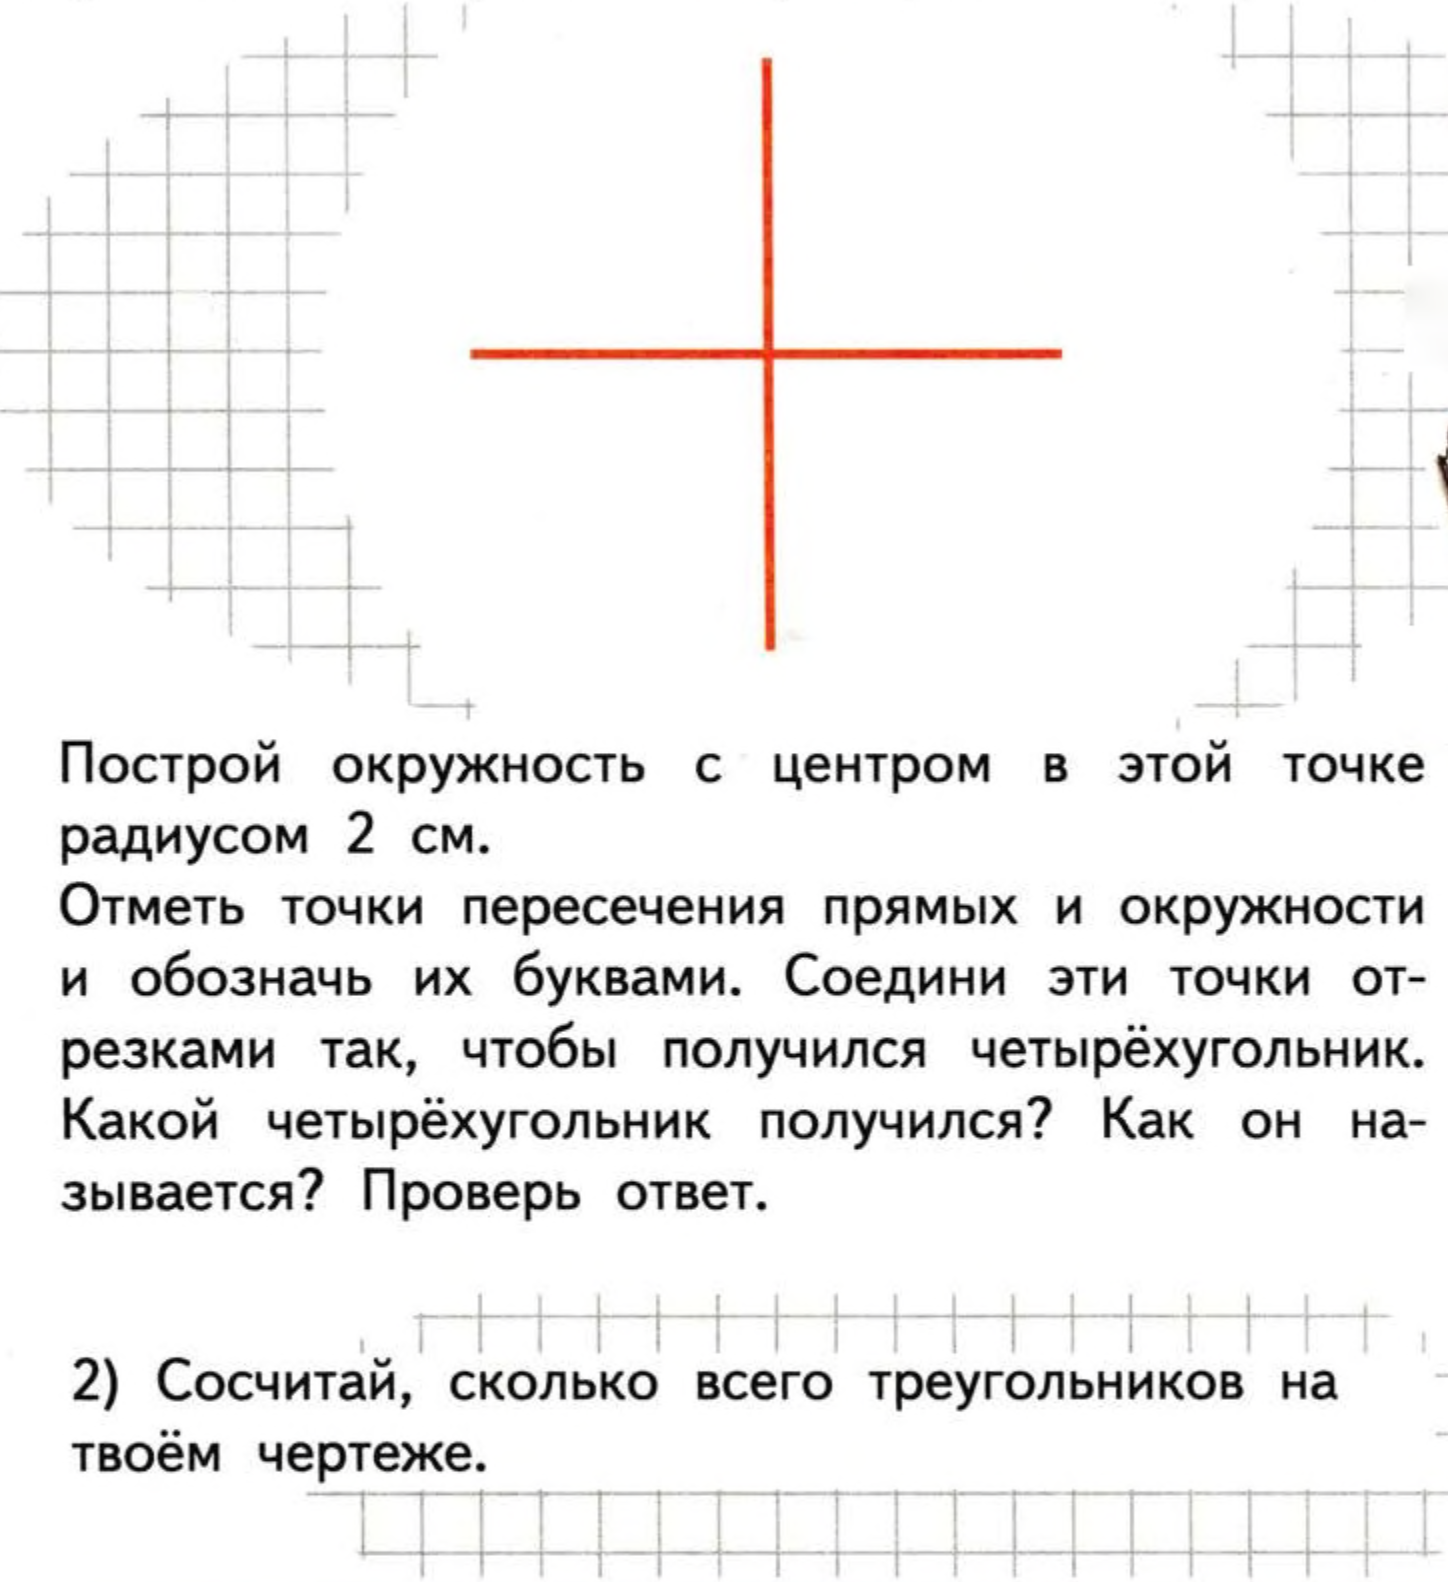 Построй окружность с центром в этой точке
радиусом 2 см.
Отметь точки пересечения прямых и окружности
и обозначь их буквами. Соедини эти точки от-
резками так, чтобы получился четырёхугольник.
Какой четырёхугольник получился? Как он на-
зывается? Проверь ответ.
2) Сосчитай, сколько всего треугольников на
твоём чертеже.